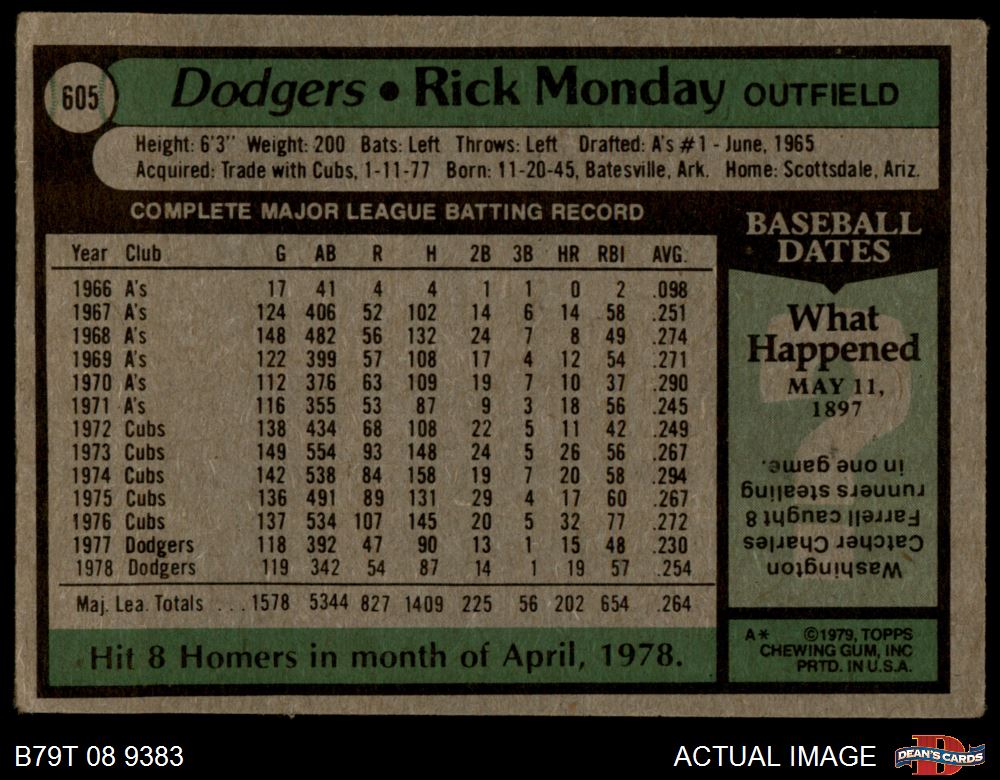 605
Dodgers • Rick Monday OUTFIELD
Height: 6'3" Weight: 200 Bats: Left Throws: Left Drafted: A's #1 - June, 1965
Acquired: Trade with Cubs, 1-11-77 Born: 11-20-45, Batesville, Ark. Home: Scottsdale, Ariz.
COMPLETE MAJOR LEAGUE BATTING RECORD
Year Club G AB R H 2B 3B HR RBI AVG.
1966 A's 17 41 4 4 1 1 0 2 .098
1967 A's 124 406 52 102 14 6 14 58 .251
1968 A's 148 482 56 132 24 7 8 49 .274
1969 A's 122 399 57 108 17 4 12 54 .271
1970 A's 112 376 63 109 19 7 10 37 .290
1971 A's 116 355 53 87 9 3 18 56 .245
1972 Cubs 138 434 68 108 22 5 11 42 .249
1973 Cubs 149 554 93 148 24 5 26 56 .267
1974 Cubs 142 538 84 158 19 7 20 58 .294
1975 Cubs 136 491 89 131 29 4 17 60 .267
1976 Cubs 137 534 107 145 20 5 32 77 .272
1977 Dodgers 118 392 47 90 13 1 15 48 .230
1978 Dodgers 119 342 54 87 14 1 19 57 .254
Maj. Lea. Totals ...1578 5344 827 1409 225 56 202 654 .264
Hit 8 Homers in month of April, 1978.
BASEBALL
DATES
What
Happened
MAY 11,
1897
Washington
Catcher Charles
Farrell caught 8
runners stealing
in one game.
A* ©1979, TOPPS
CHEWING GUM, INC
PRTD. IN U.S.A.
B79T 08 9383
ACTUAL IMAGE
D
DEAN'S CARDS